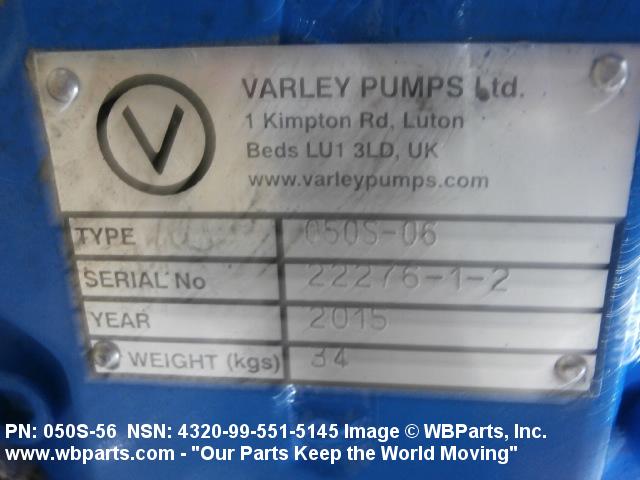 V
VARLEY PUMPS Ltd.
1 Kimpton Rd, Luton
Beds LU1 3LD, UK
www.varleypumps.com
TYPE 050S-06
SERIAL No 22276-1-2
YEAR 2015
WEIGHT (kgs) 34
PN: 050S-56 NSN: 4320-99-551-5145 Image © WBParts, Inc.
www.wbparts.com - "Our Parts Keep the World Moving"